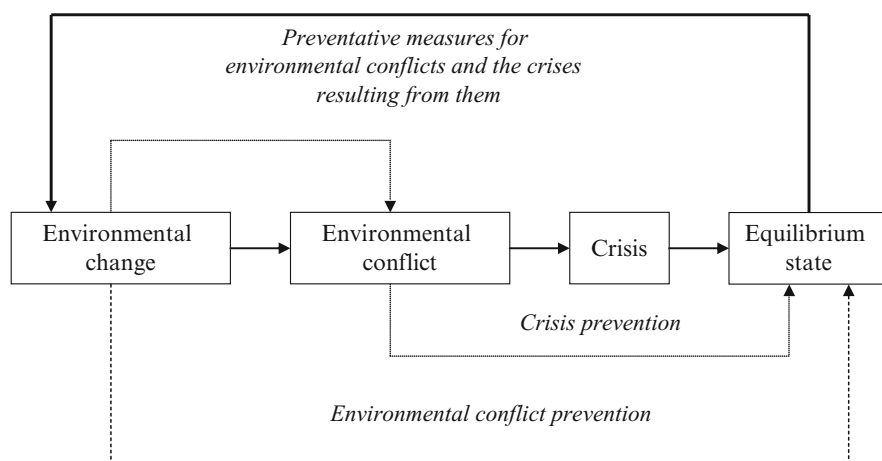 Preventative measures for
environmental conflicts and the crises
resulting from them
Environmental
change
Environmental
conflict
Crisis
Equilibrium
state
Crisis prevention
Environmental conflict prevention